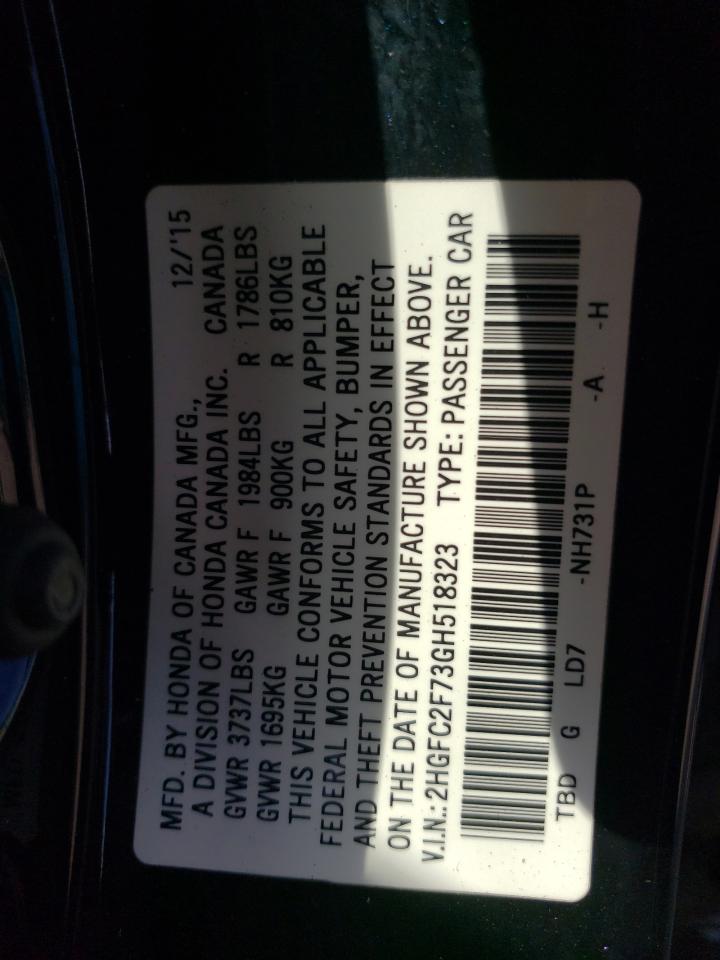 MFD. BY HONDA OF CANADA MFG., 12/'15
A DIVISION OF HONDA CANADA INC. CANADA
GVWR 3737LBS GAWR F 1984LBS R 1786LBS
GVWR 1695KG GAWR F 900KG R 810KG
THIS VEHICLE CONFORMS TO ALL APPLICABLE
FEDERAL MOTOR VEHICLE SAFETY, BUMPER,
AND THEFT PREVENTION STANDARDS IN EFFECT
ON THE DATE OF MANUFACTURE SHOWN ABOVE.
V.I.N.: 2HGFC2F73GH518323 TYPE: PASSENGER CAR
TBD G LD7 -NH731P -A -H